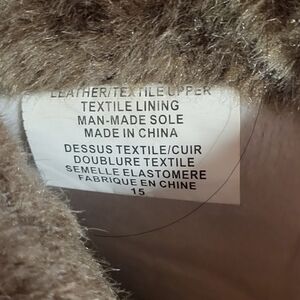 LEATHER/TEXTILE UPPER
TEXTILE LINING
MAN-MADE SOLE
MADE IN CHINA
DESSUS TEXTILE/CUIR
DOUBLURE TEXTILE
SEMELLE ELASTOMERE
FABRIQUE EN CHINE
15